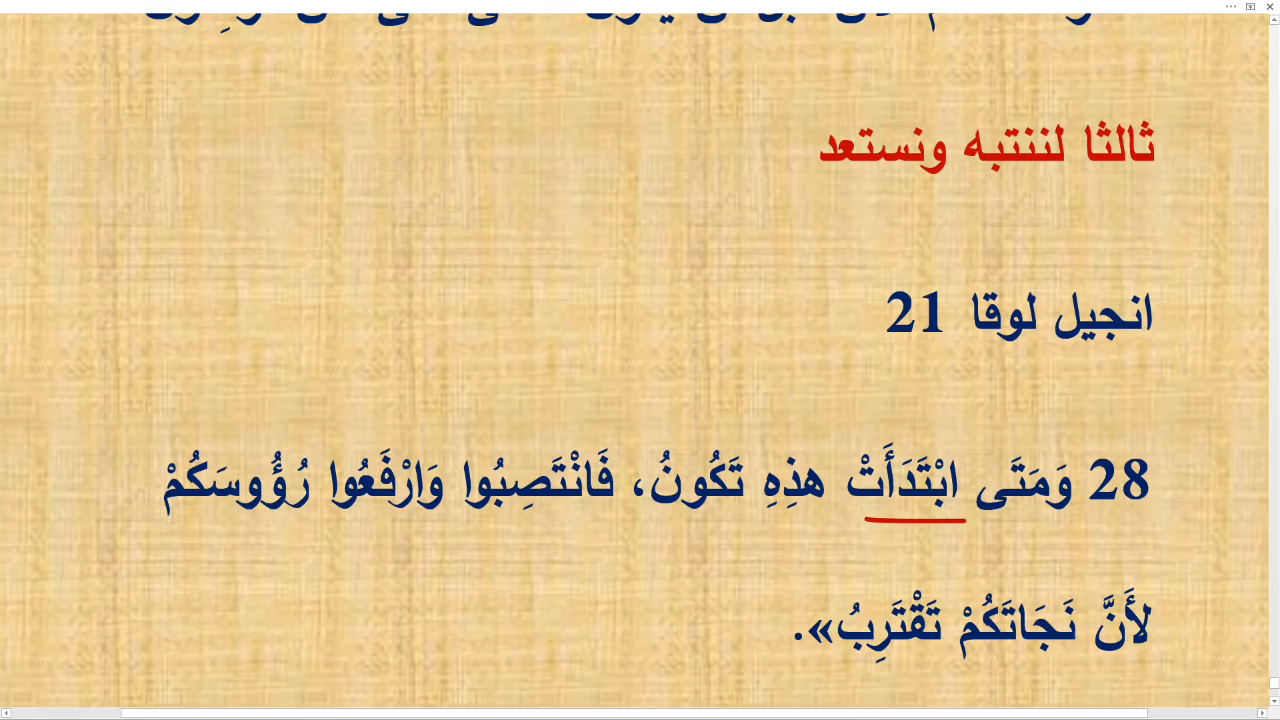 ثالثا لننتبه ونستعد
انجيل لوقا 21
28 وَمَتَى ابْتَدَأَتْ هذِهِ تَكُونُ، فَانْتَصِبُوا وَارْفَعُوا رُؤُوسَكُمْ
لأَنَّ نَجَاتَكُمْ تَقْتَرِبُ».